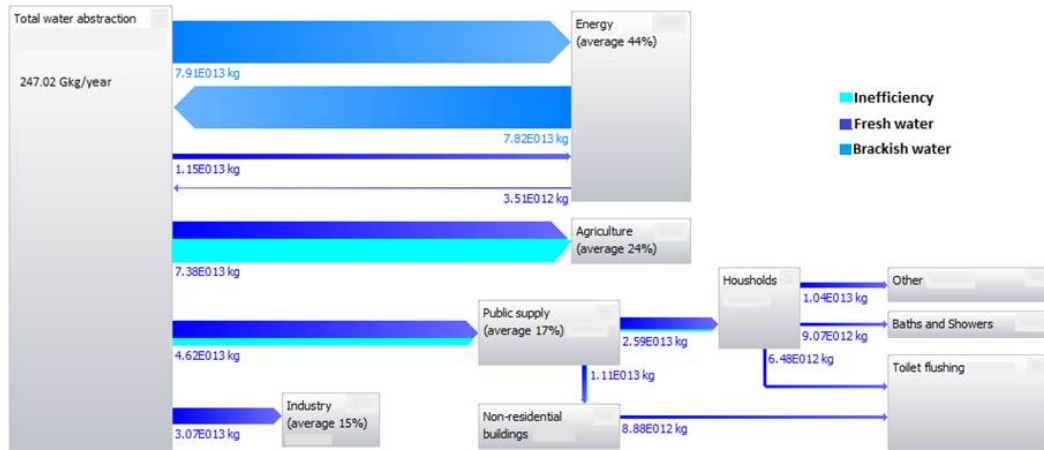 Total water abstraction
247.02 Gkg/year
7.91E013 kg
Energy
(average 44%)
7.82E013 kg
1.15E013 kg
3.51E012 kg
Inefficiency
Fresh water
Brackish water
7.38E013 kg
Agriculture
(average 24%)
4.62E013 kg
Public supply
(average 17%)
2.59E013 kg
Housholds
1.04E013 kg
Other
9.07E012 kg
Baths and Showers
6.48E012 kg
Toilet flushing
1.11E013 kg
3.07E013 kg
Industry
(average 15%)
Non-residential
buildings
8.88E012 kg